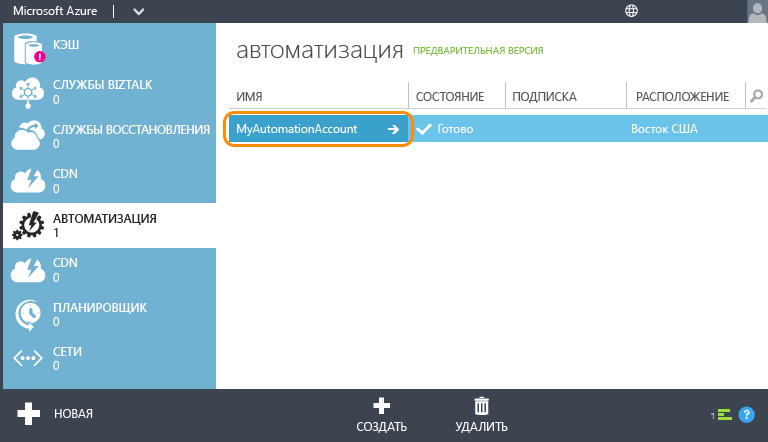 Microsoft Azure
КЭШ
СЛУЖБЫ BIZTALK
0
СЛУЖБЫ ВОССТАНОВЛЕНИЯ
0
CDN
0
АВТОМАТИЗАЦИЯ
1
CDN
0
ПЛАНИРОВЩИК
0
СЕТИ
0
автоматизация ПРЕДВАРИТЕЛЬНАЯ ВЕРСИЯ
ИМЯ СОСТОЯНИЕ ПОДПИСКА РАСПОЛОЖЕНИЕ
MyAutomationAccount Готово Восток США
НОВАЯ
СОЗДАТЬ
УДАЛИТЬ
1
?